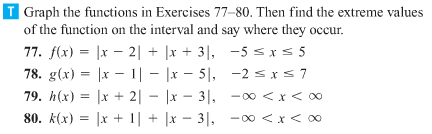 T Graph the functions in Exercises 77–80. Then find the extreme values
of the function on the interval and say where they occur.
77. f(x) = |x − 2| + |x + 3|, −5 ≤ x ≤ 5
78. g(x) = |x − 1| − |x − 5|, −2 ≤ x ≤ 7
79. h(x) = |x + 2| − |x − 3|, −∞ < x < ∞
80. k(x) = |x + 1| + |x − 3|, −∞ < x < ∞